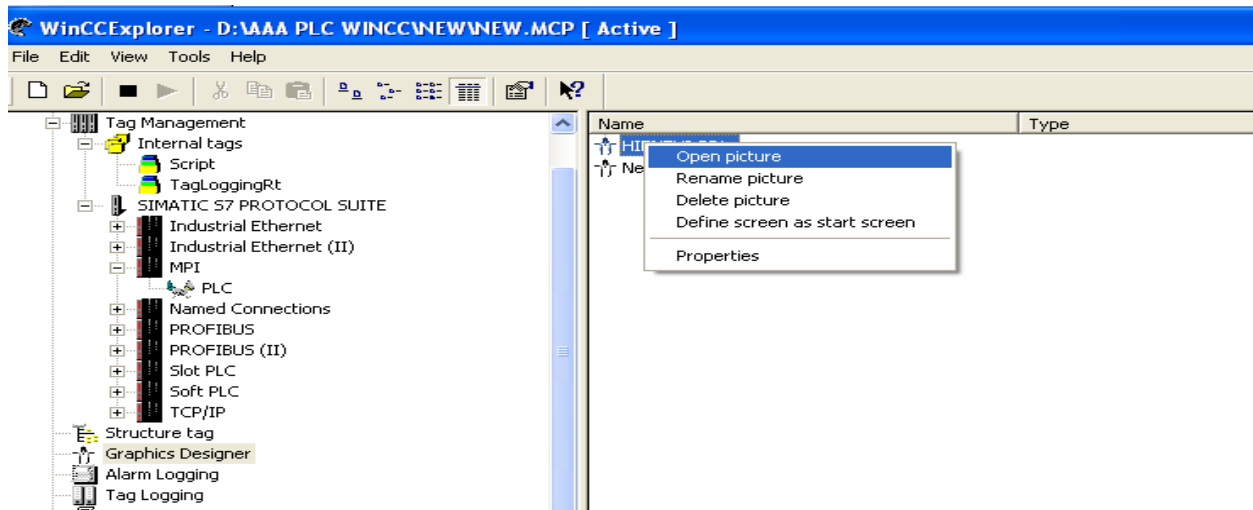 WinCCExplorer - D:\AAA PLC WINCC\NEW\NEW.MCP [ Active ]
File Edit View Tools Help
Tag Management
Internal tags
Script
TagLoggingRt
SIMATIC S7 PROTOCOL SUITE
Industrial Ethernet
Industrial Ethernet (II)
MPI
PLC
Named Connections
PROFIBUS
PROFIBUS (II)
Slot PLC
Soft PLC
TCP/IP
Structure tag
Graphics Designer
Alarm Logging
Tag Logging
Name Type
Ne
Open picture
Rename picture
Delete picture
Define screen as start screen
Properties